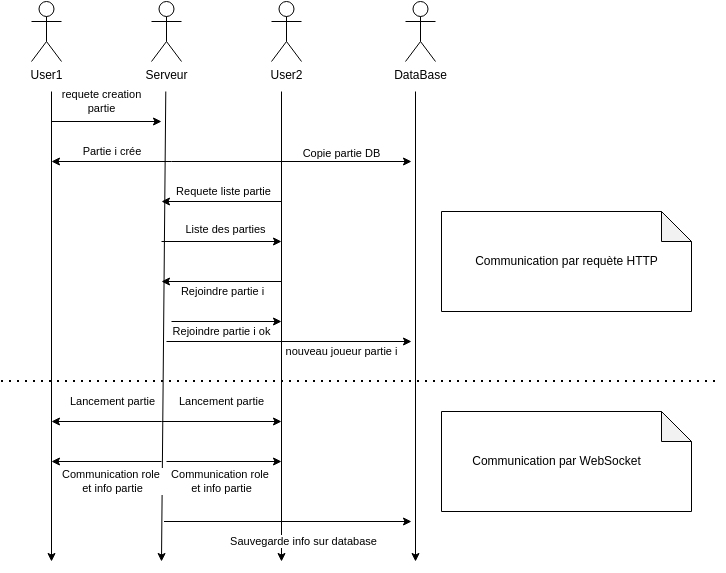 User1
Serveur
User2
DataBase
requete creation
partie
Partie i crée
Copie partie DB
Requete liste partie
Liste des parties
Communication par requète HTTP
Rejoindre partie i
Rejoindre partie i ok
nouveau joueur partie i
Lancement partie
Lancement partie
Communication par WebSocket
Communication role
et info partie
Communication role
et info partie
Sauvegarde info sur database